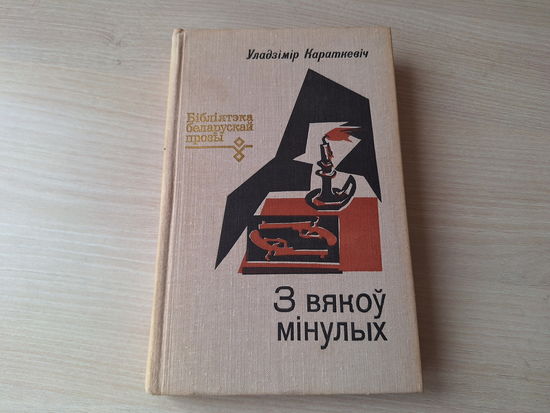 Уладзімір Караткевіч
Бібліятэка
беларускай
прозы
З вякоў
мінулых